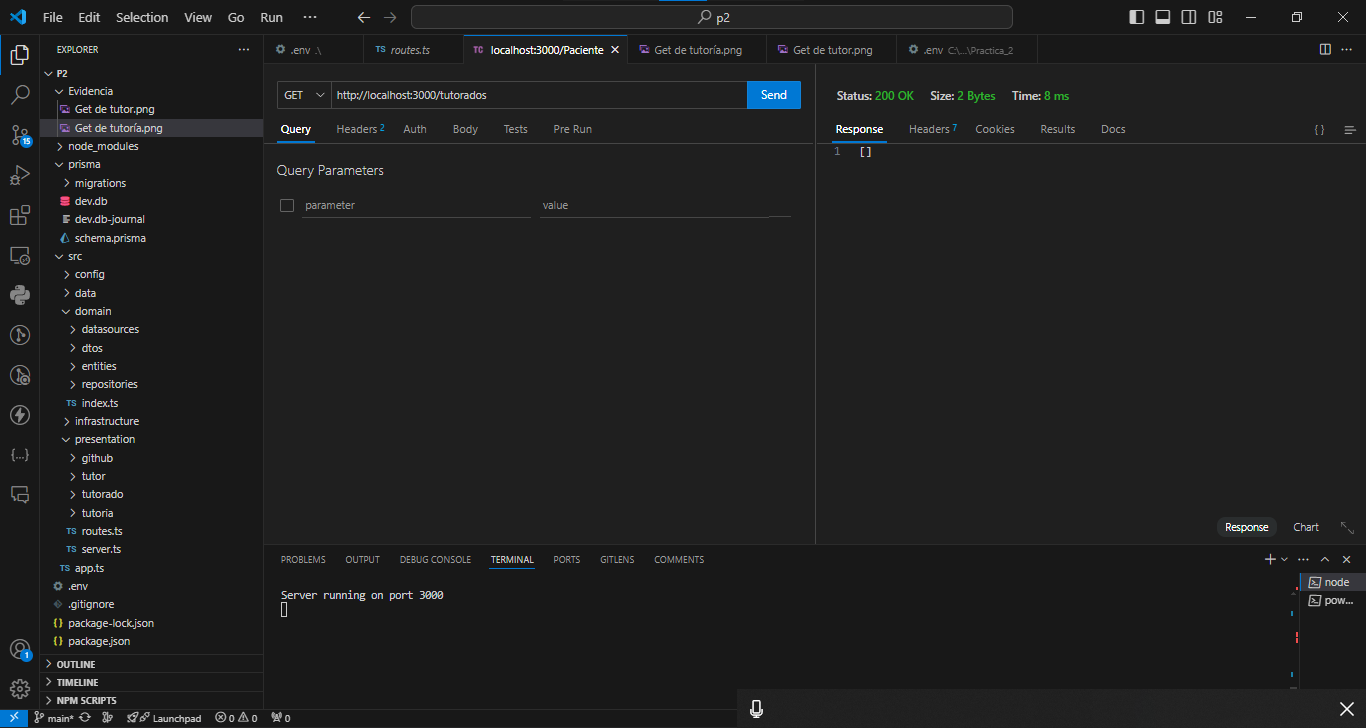 File Edit Selection View Go Run ··· p2
EXPLORER ···
P2
Evidencia
Get de tutor.png
Get de tutoría.png
node_modules
prisma
migrations
dev.db
dev.db-journal
schema.prisma
src
config
data
domain
datasources
dtos
entities
repositories
TS index.ts
infrastructure
presentation
github
tutor
tutorado
tutoria
TS routes.ts
TS server.ts
TS app.ts
.env
.gitignore
{} package-lock.json
{} package.json
OUTLINE
TIMELINE
NPM SCRIPTS
15
{...}
1
.env .\ TS routes.ts TC localhost:3000/Paciente Get de tutoría.png Get de tutor.png .env C:\...\Practica_2 ···
GET http://localhost:3000/tutorados Send
Query Headers 2 Auth Body Tests Pre Run
Query Parameters
parameter value
Status: 200 OK Size: 2 Bytes Time: 8 ms
Response Headers 7 Cookies Results Docs { }
1 []
Response Chart
PROBLEMS OUTPUT DEBUG CONSOLE TERMINAL PORTS GITLENS COMMENTS ···
Server running on port 3000
node
pow...
main* Launchpad 0 0 0